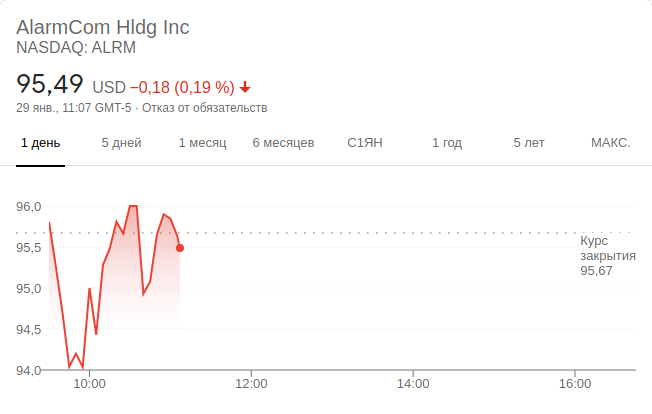 AlarmCom Hldg Inc
NASDAQ: ALRM
95,49 USD −0,18 (0,19 %)
29 янв., 11:07 GMT-5 · Отказ от обязательств
1 день 5 дней 1 месяц 6 месяцев С1ЯН 1 год 5 лет МАКС.
96,0
95,5
95,0
94,5
94,0
Курс
закрытия
95,67
10:00 12:00 14:00 16:00